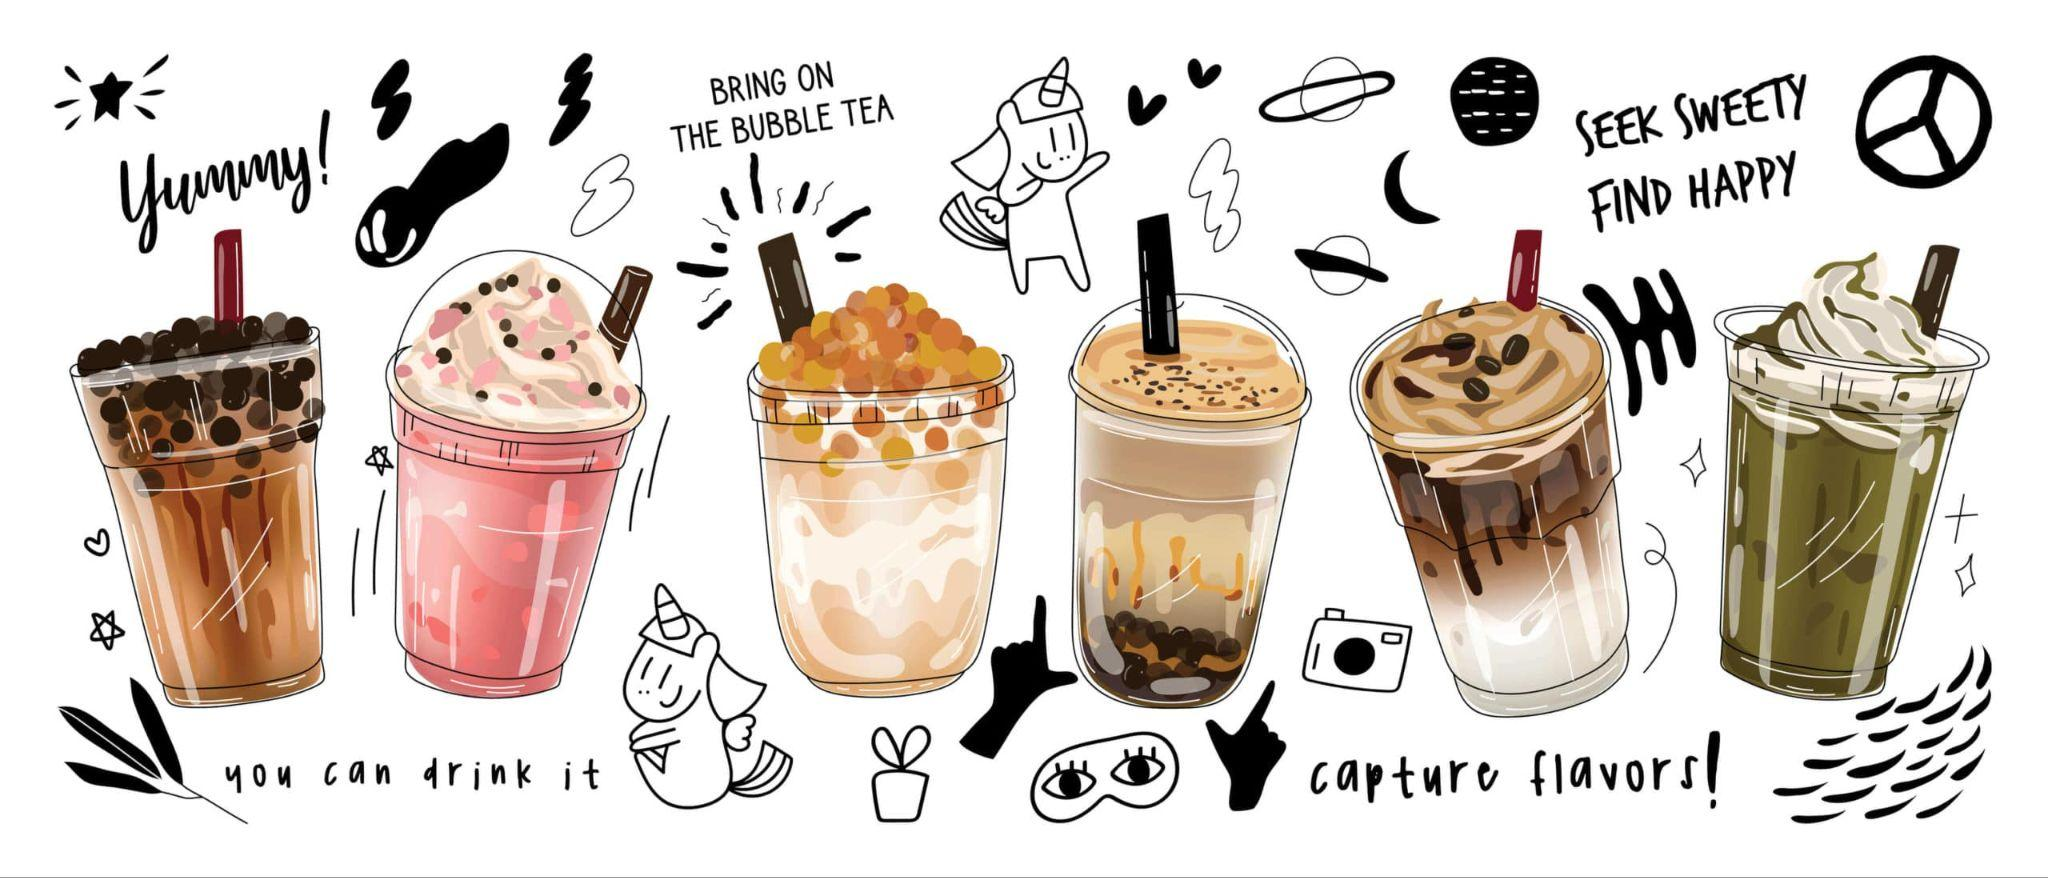 Yummy!
BRING ON
THE BUBBLE TEA
SEEK SWEETY
FIND HAPPY
you can drink it
capture flavors!